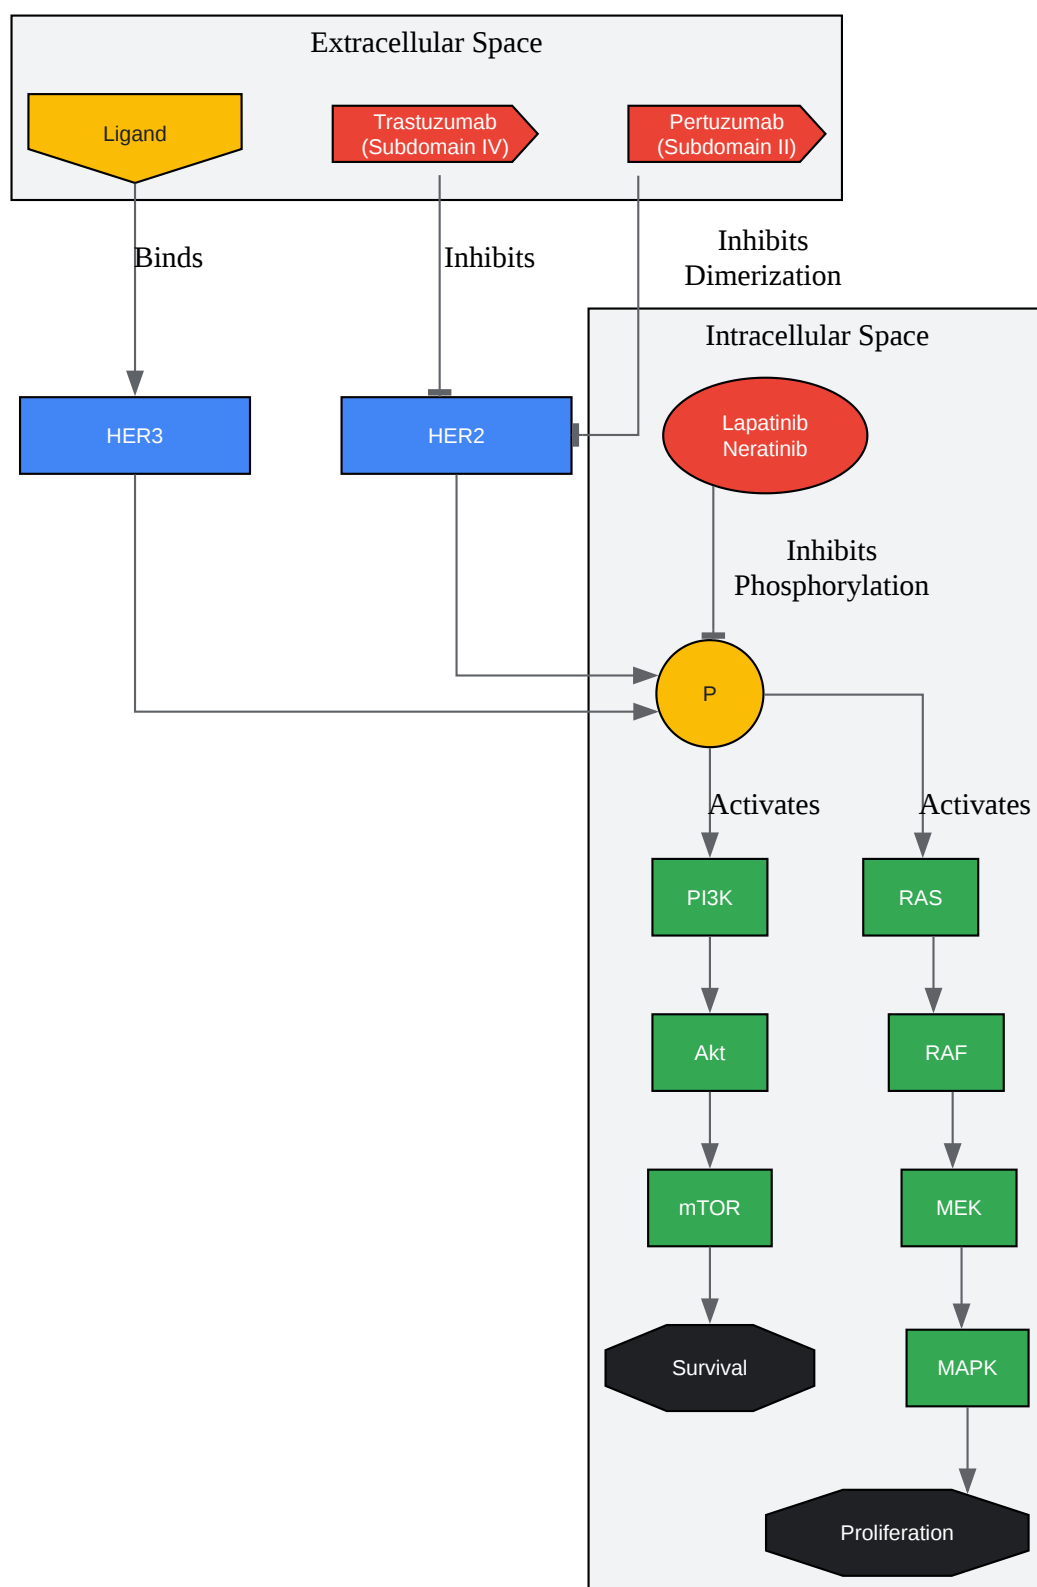 Extracellular Space
Ligand
Trastuzumab
(Subdomain IV)
Pertuzumab
(Subdomain II)
Binds
Inhibits
Inhibits
Dimerization
Intracellular Space
HER3
HER2
Lapatinib
Neratinib
Inhibits
Phosphorylation
P
Activates
Activates
PI3K
RAS
Akt
RAF
mTOR
MEK
Survival
MAPK
Proliferation